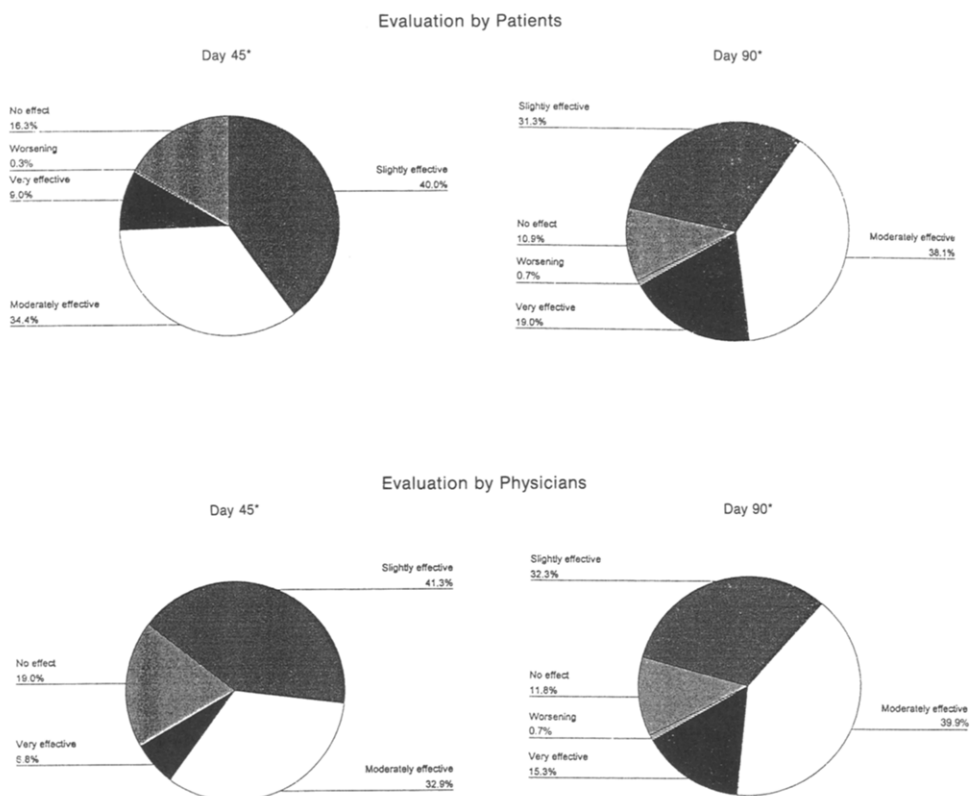 Evaluation by Patients
Day 45*
No effect
16.3%
Worsening
0.3%
Very effective
9.0%
Moderately effective
34.4%
Slightly effective
40.0%
Day 90*
Slightly effective
31.3%
No effect
10.9%
Worsening
0.7%
Very effective
19.0%
Moderately effective
38.1%
Evaluation by Physicians
Day 45*
Slightly effective
41.3%
No effect
19.0%
Very effective
Moderately effective
32.9%
Day 90*
Slightly effective
32.3%
No effect
11.8%
Worsening
0.7%
Very effective
15.3%
Moderately effective
39.9%